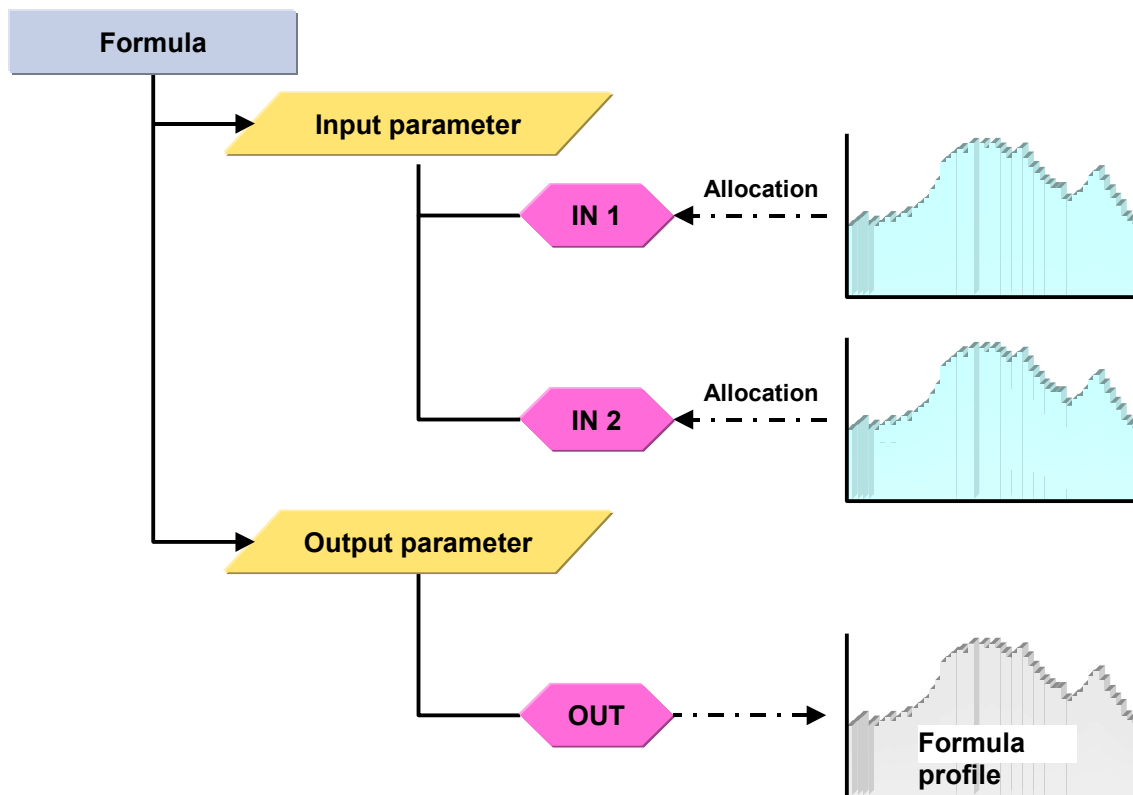 Formula
Input parameter
Allocation
IN 1
Allocation
IN 2
Output parameter
OUT
Formula
profile